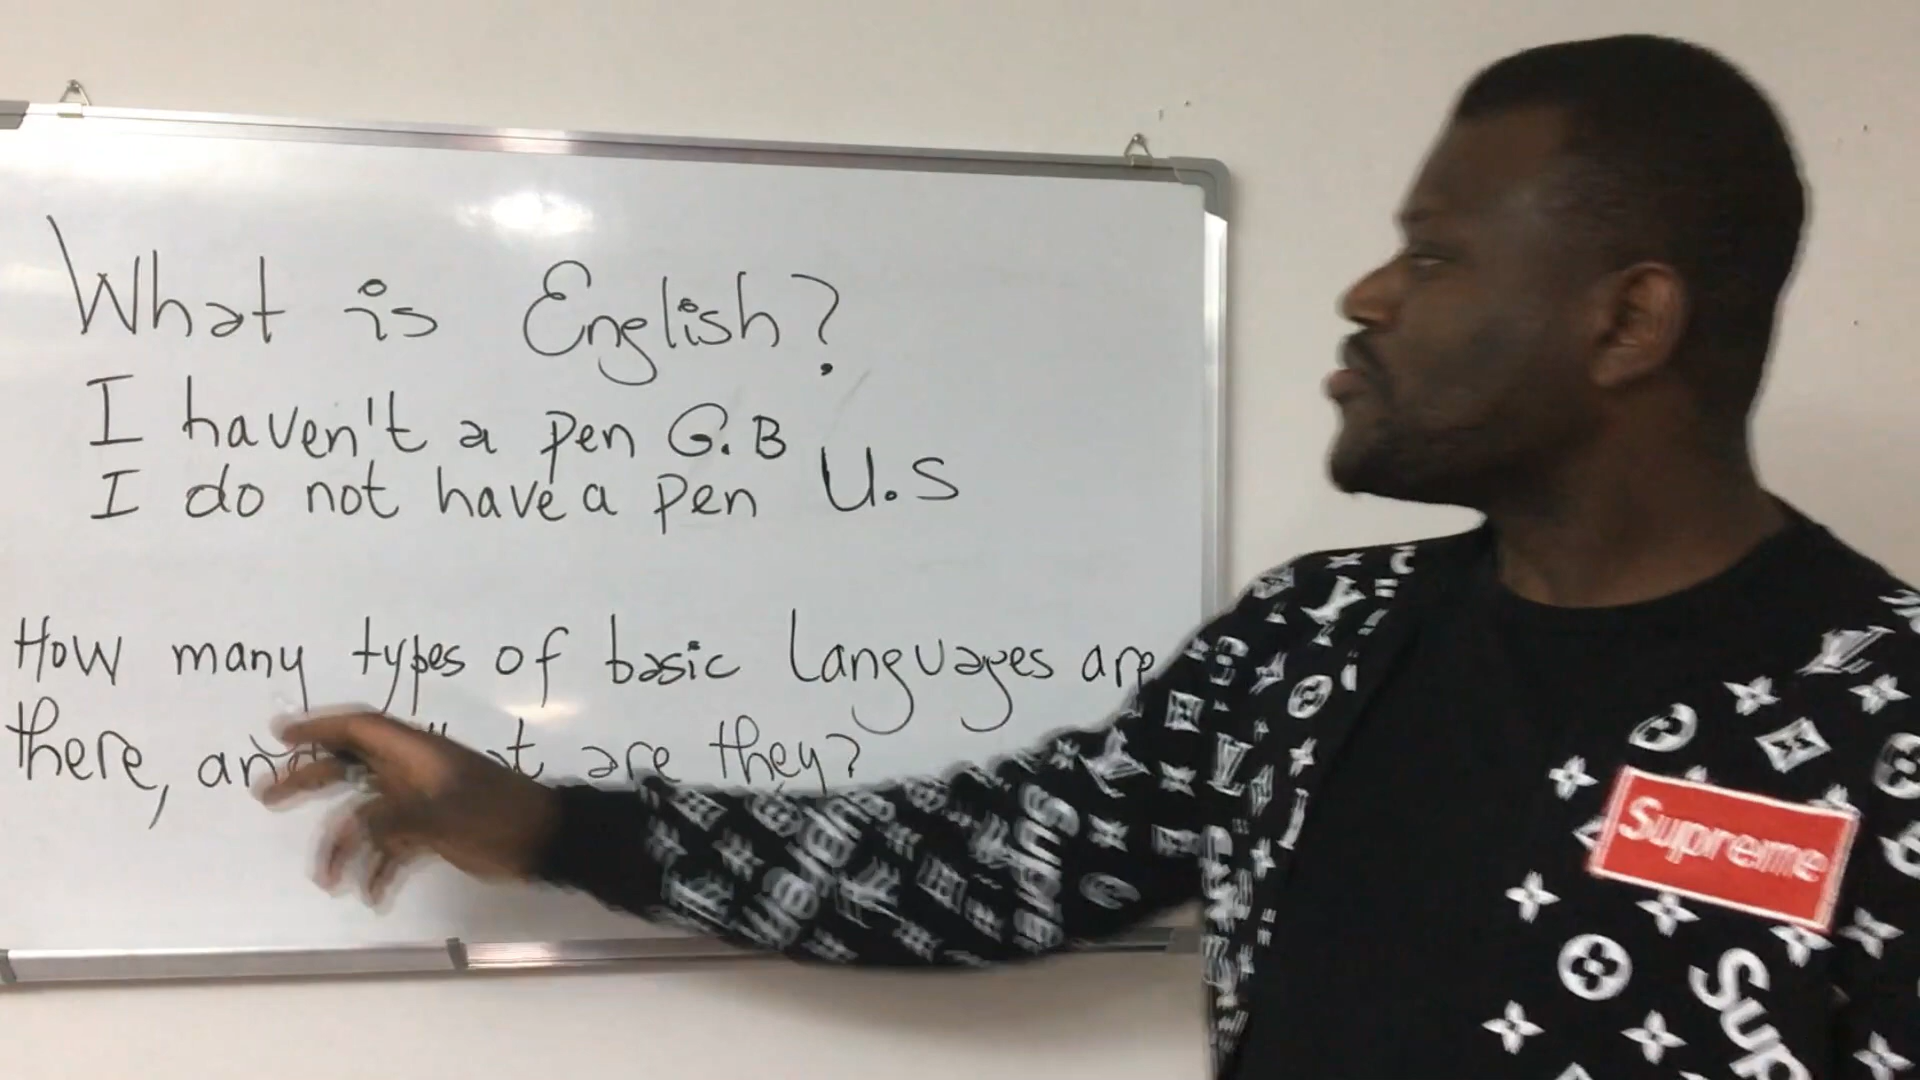 What is English?
I haven't a pen G.B
I do not have a pen U.S
How many types of basic languages are
there, are they?
Supreme
Sup